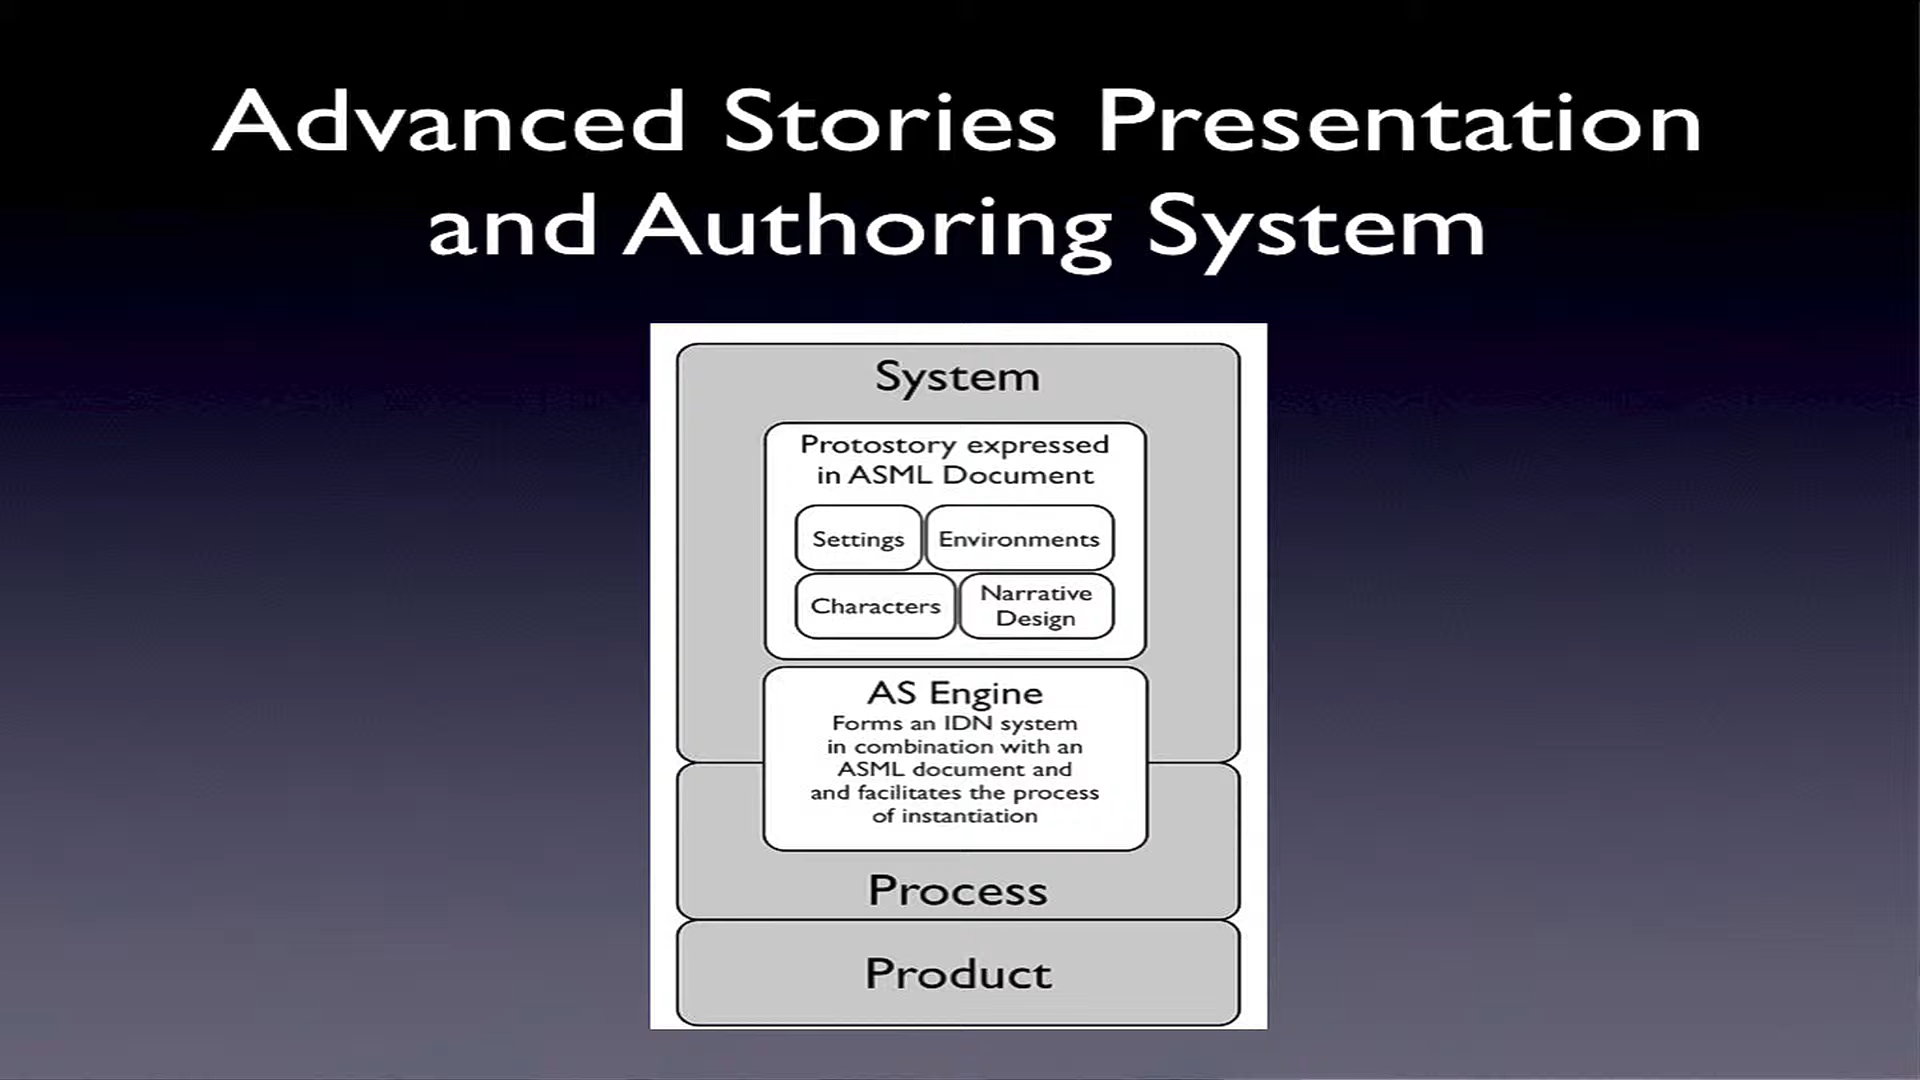 Advanced Stories Presentation
and Authoring System
System
Protostory expressed
in ASML Document
Settings
Environments
Characters
Narrative
Design
AS Engine
Forms an IDN system
in combination with an
ASML document and
and facilitates the process
of instantiation
Process
Product